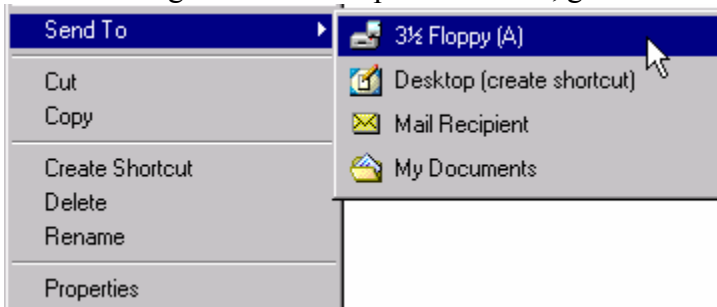 Send To
Cut
Copy
Create Shortcut
Delete
Rename
Properties
3½ Floppy (A)
Desktop (create shortcut)
Mail Recipient
My Documents